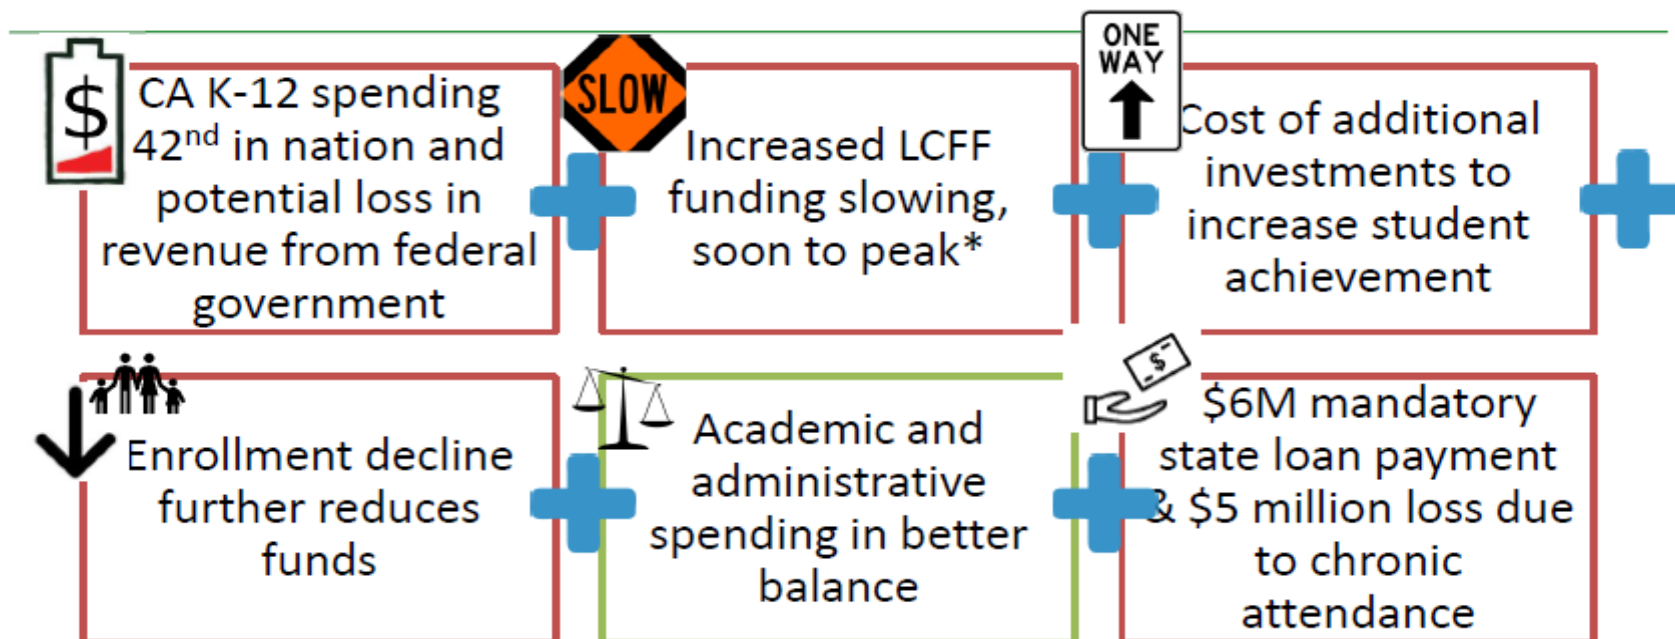 $
CA K-12 spending
42nd in nation and
potential loss in
revenue from federal
government
SLOW
Increased LCFF
funding slowing,
soon to peak*
ONE
WAY
Cost of additional
investments to
increase student
achievement
Enrollment decline
further reduces
funds
Academic and
administrative
spending in better
balance
$
$6M mandatory
state loan payment
& $5 million loss due
to chronic
attendance